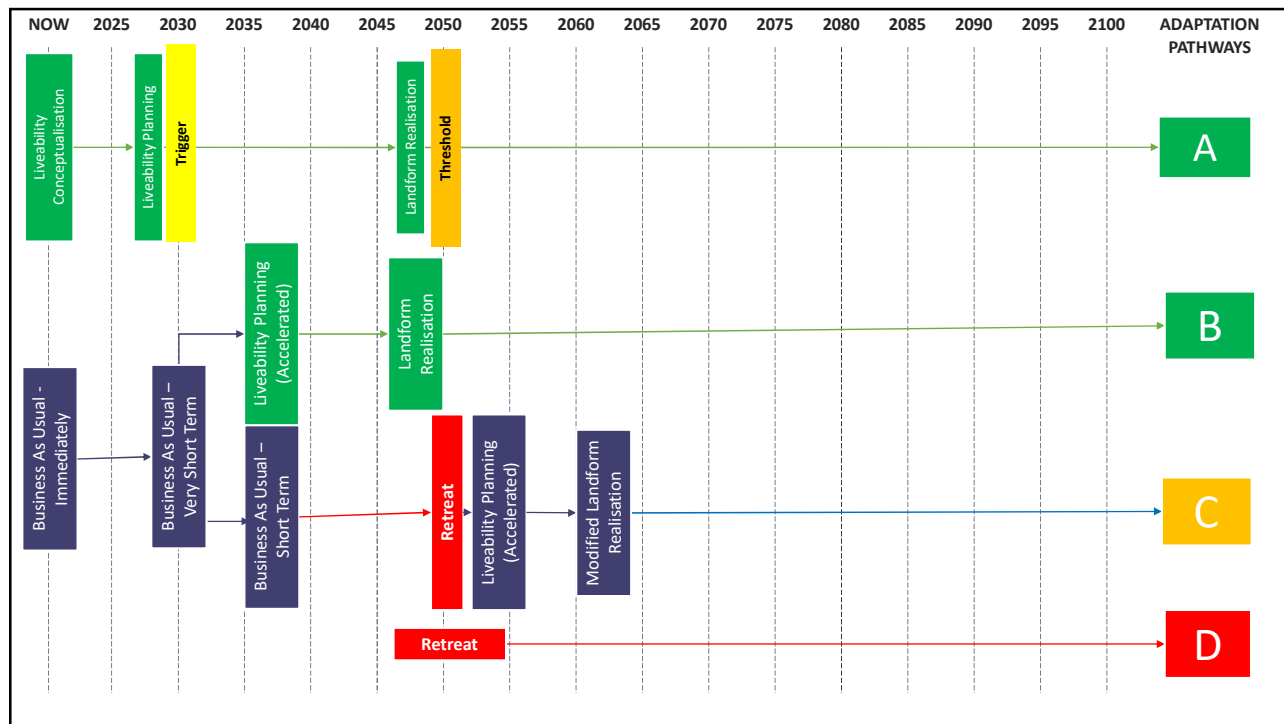 NOW 2025 2030 2035 2040 2045 2050 2055 2060 2065 2070 2075 2080 2085 2090 2095 2100 ADAPTATION
PATHWAYS
Liveability
Conceptualisation
Liveability Planning
Trigger
Landform Realisation
Threshold
A
Liveability Planning
(Accelerated)
Landform
Realisation
B
Business As Usual -
Immediately
Business As Usual –
Very Short Term
Business As Usual –
Short Term
Retreat
Liveability Planning
(Accelerated)
Modified Landform
Realisation
C
Retreat
D